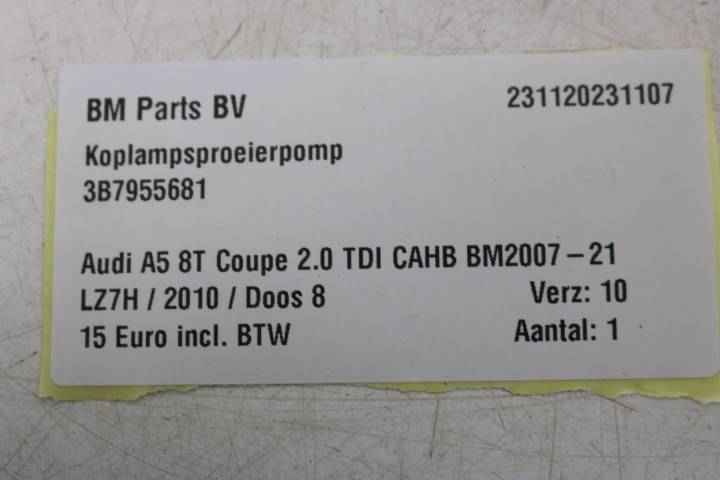 BM Parts BV 231120231107
Koplampsproeierpomp
3B7955681
Audi A5 8T Coupe 2.0 TDI CAHB BM2007-21
LZ7H / 2010 / Doos 8 Verz: 10
15 Euro incl. BTW Aantal: 1